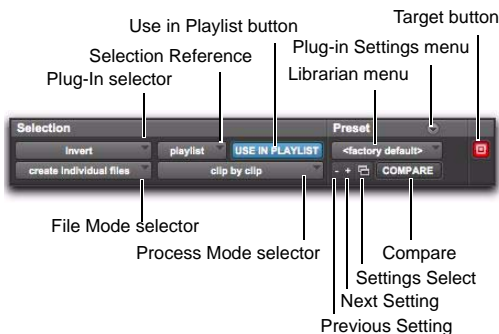 Use in Playlist button
Target button
Selection Reference
Plug-in Settings menu
Plug-In selector
Librarian menu
Selection
Preset
Invert
playlist
USE IN PLAYLIST
<factory default>
create individual files
clip by clip
- +
COMPARE
File Mode selector
Process Mode selector
Compare
Settings Select
Next Setting
Previous Setting